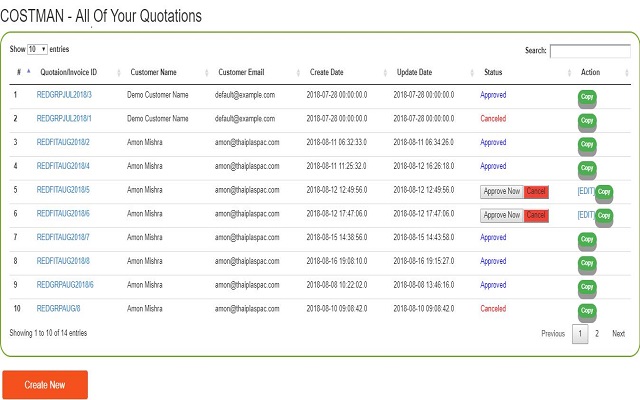 COSTMAN - All Of Your Quotations
Show 10 entries Search:
# Quotaion/Invoice ID Customer Name Customer Email Create Date Update Date Status Action
1 REDGRPJUL2018/3 Demo Customer Name default@example.com 2018-07-28 00:00:00.0 2018-07-28 00:00:00.0 Approved Copy
2 REDGRPJUL2018/1 Demo Customer Name default@example.com 2018-07-28 00:00:00.0 2018-07-28 00:00:00.0 Canceled Copy
3 REDFITAUG2018/2 Amon Mishra amon@thaiplaspac.com 2018-08-11 06:32:33.0 2018-08-11 06:34:26.0 Approved Copy
4 REDFITAUG2018/4 Amon Mishra amon@thaiplaspac.com 2018-08-11 11:25:32.0 2018-08-12 16:26:18.0 Approved Copy
5 REDFITAUG2018/5 Amon Mishra amon@thaiplaspac.com 2018-08-12 12:49:56.0 2018-08-12 12:49:56.0 Approve Now Cancel [EDIT] Copy
6 REDFITAUG2018/6 Amon Mishra amon@thaiplaspac.com 2018-08-12 17:47:06.0 2018-08-12 17:47:06.0 Approve Now Cancel [EDIT] Copy
7 REDFITAUG2018/7 Amon Mishra amon@thaiplaspac.com 2018-08-15 14:38:56.0 2018-08-15 14:43:58.0 Approved Copy
8 REDFITAUG2018/8 Amon Mishra amon@thaiplaspac.com 2018-08-16 19:08:10.0 2018-08-16 19:15:27.0 Approved Copy
9 REDGRPAUG2018/6 Amon Mishra amon@thaiplaspac.com 2018-08-08 10:22:02.0 2018-08-08 13:46:16.0 Approved Copy
10 REDGRPAUG/8 Amon Mishra amon@thaiplaspac.com 2018-08-10 09:08:42.0 2018-08-10 09:08:42.0 Canceled Copy
Showing 1 to 10 of 14 entries Previous 1 2 Next
Create New